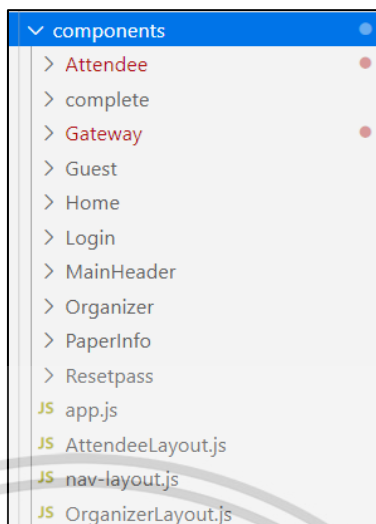 components
Attendee
complete
Gateway
Guest
Home
Login
MainHeader
Organizer
PaperInfo
Resetpass
JS app.js
JS AttendeeLayout.js
JS nav-layout.js
JS OrganizerLayout.js